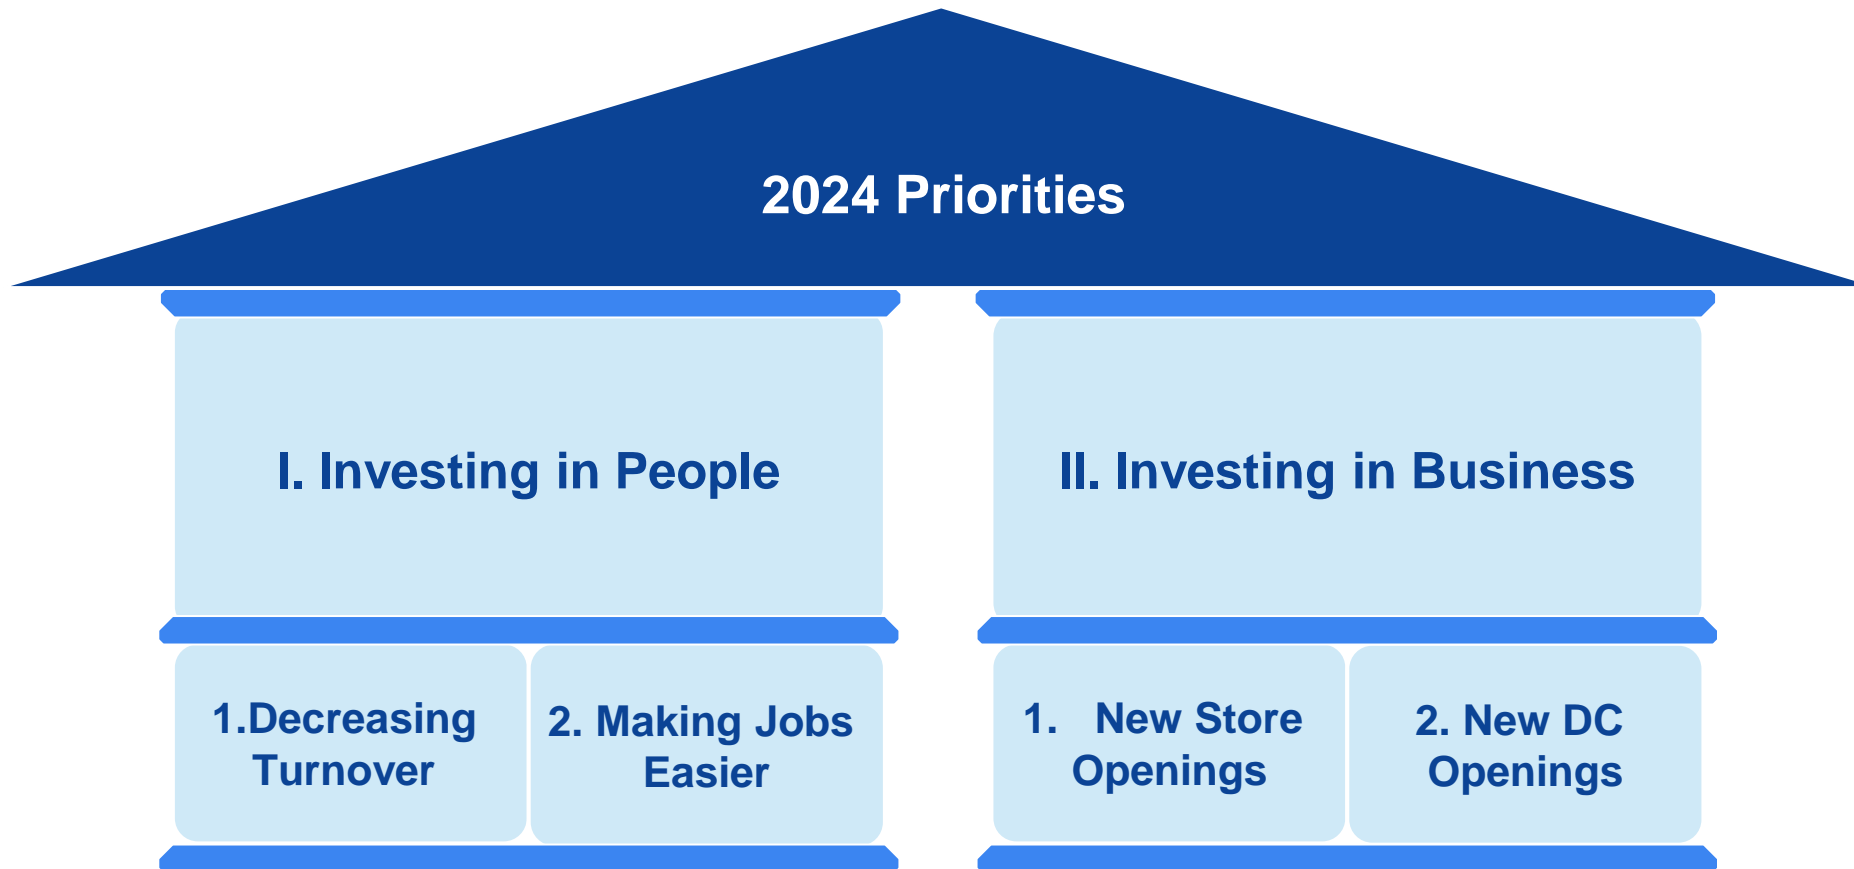 2024 Priorities
I. Investing in People
II. Investing in Business
1.Decreasing
Turnover
2. Making Jobs
Easier
1. New Store
Openings
2. New DC
Openings